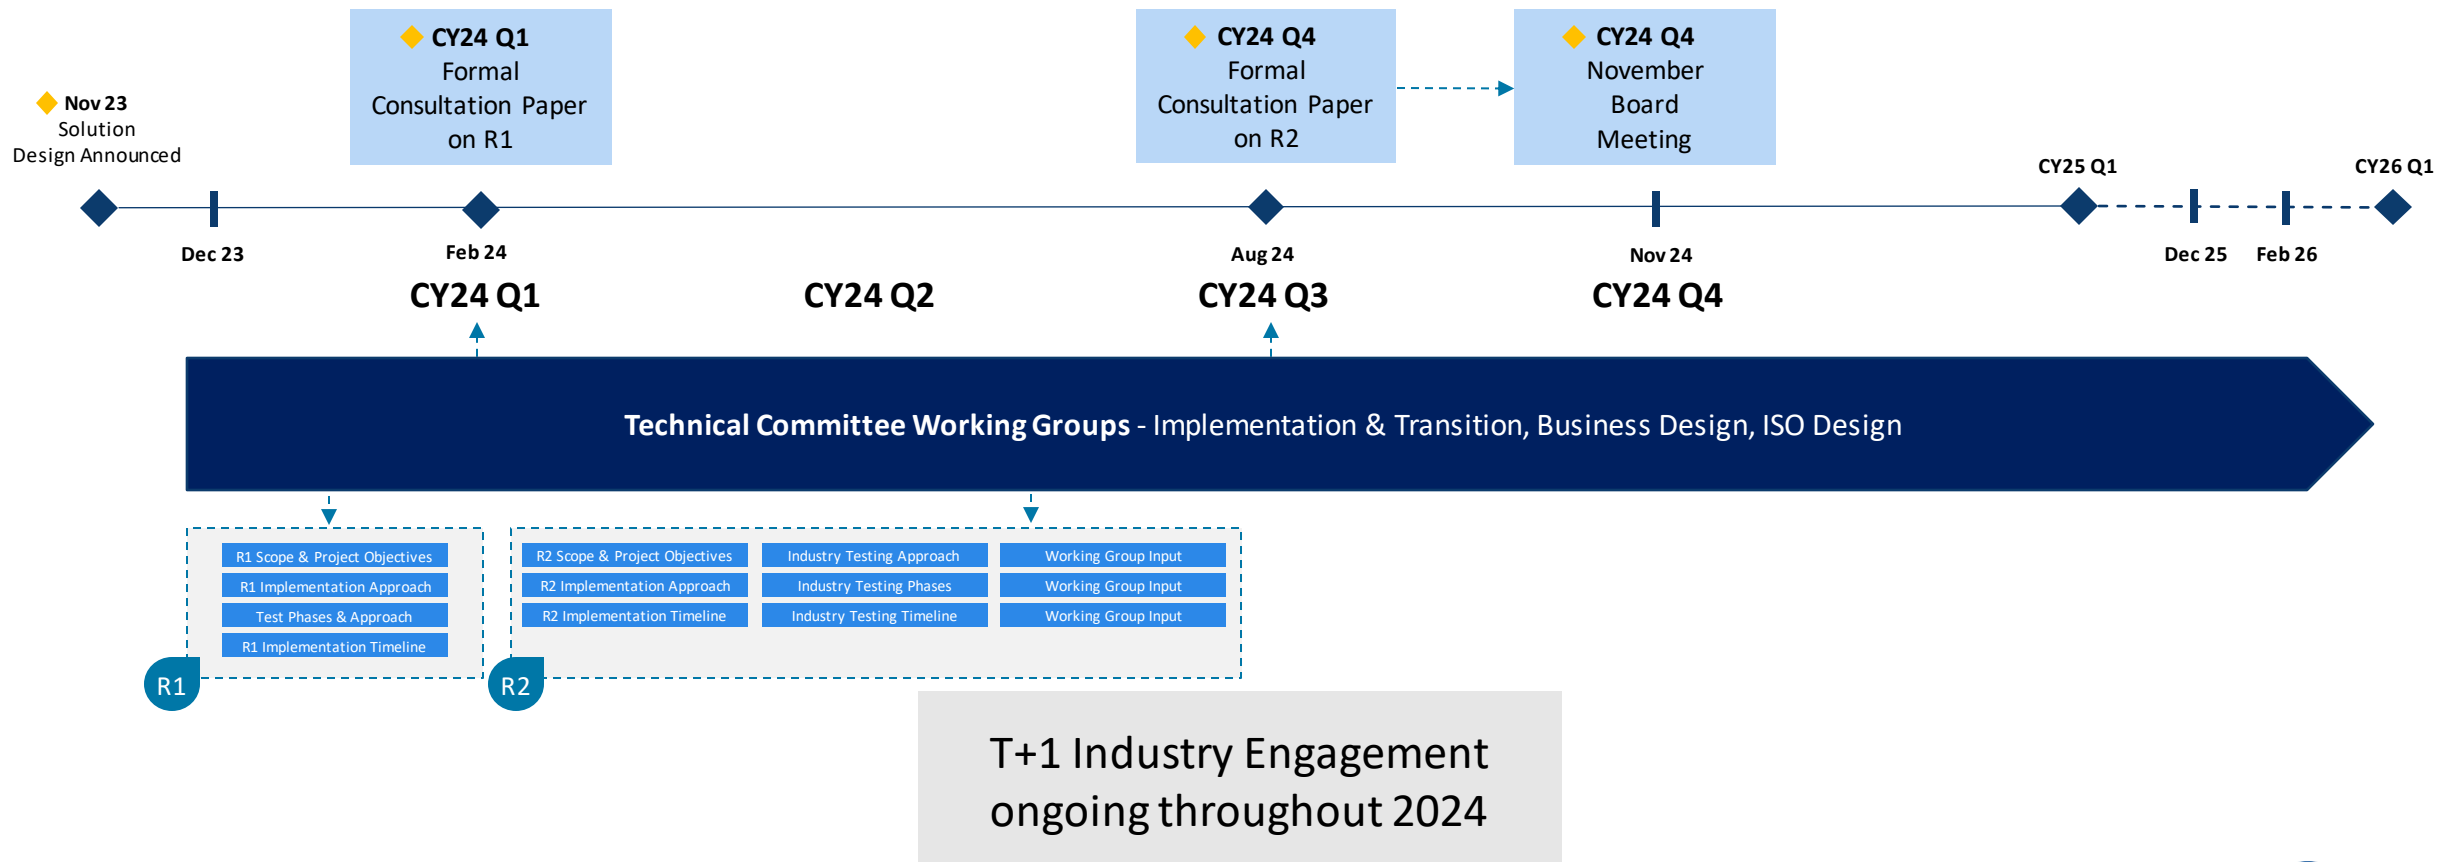 CY24 Q1
Formal
Consultation Paper
on R1
CY24 Q4
Formal
Consultation Paper
on R2
CY24 Q4
November
Board
Meeting
Nov 23
Solution
Design Announced
CY25 Q1
CY26 Q1
Dec 23
Feb 24
Aug 24
Nov 24
Dec 25
Feb 26
CY24 Q1
CY24 Q2
CY24 Q3
CY24 Q4
Technical Committee Working Groups - Implementation & Transition, Business Design, ISO Design
R1 Scope & Project Objectives
R1 Implementation Approach
Test Phases & Approach
R1 Implementation Timeline
R1
R2 Scope & Project Objectives
R2 Implementation Approach
R2 Implementation Timeline
Industry Testing Approach
Industry Testing Phases
Industry Testing Timeline
Working Group Input
Working Group Input
Working Group Input
R2
T+1 Industry Engagement
ongoing throughout 2024